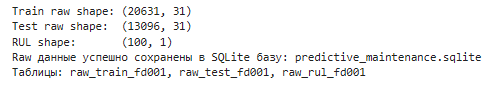 Train raw shape: (20631, 31)
Test raw shape: (13096, 31)
RUL shape: (100, 1)
Raw данные успешно сохранены в SQLite базу: predictive_maintenance.sqlite
Таблицы: raw_train_fd001, raw_test_fd001, raw_rul_fd001